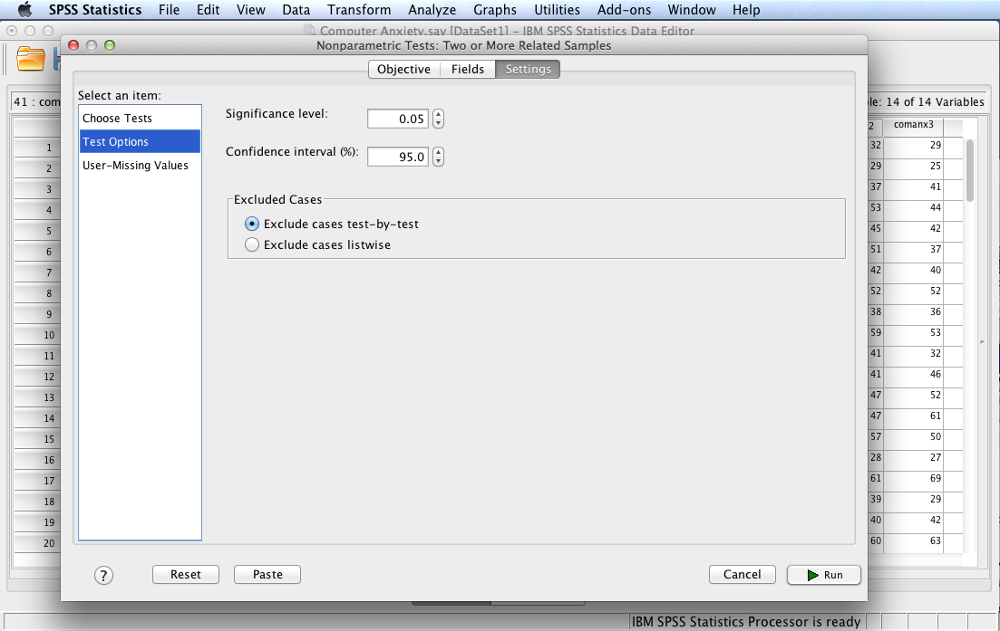 SPSS Statistics File Edit View Data Transform Analyze Graphs Utilities Add-ons Window Help
Computer Anxiety.sav [DataSet1] – IBM SPSS Statistics Data Editor
Nonparametric Tests: Two or More Related Samples
Objective Fields Settings
Select an item:
Choose Tests
Test Options
User-Missing Values
Significance level: 0.05
Confidence interval (%): 95.0
Excluded Cases
Exclude cases test-by-test
Exclude cases listwise
? Reset Paste Cancel Run
41 : com
14 of 14 Variables
2 comanx3
1 32 29
2 29 25
3 37 41
4 53 44
5 45 42
6 51 37
7 42 40
8 52 52
9 38 36
10 59 53
11 41 32
12 41 46
13 47 52
14 47 61
15 57 50
16 28 27
17 61 69
18 39 29
19 40 42
20 60 63
IBM SPSS Statistics Processor is ready